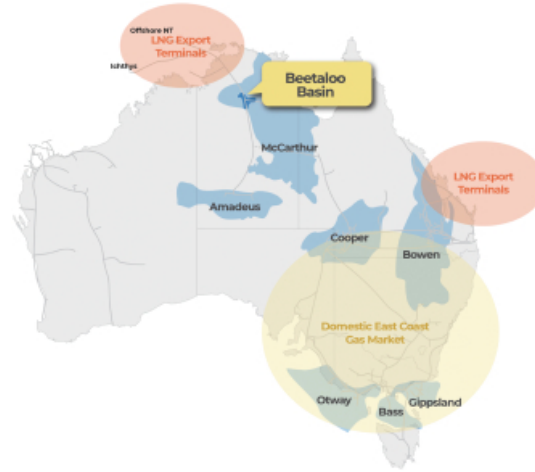 Offshore NT
LNG Export
Terminals
Ichthys
Beetaloo
Basin
McCarthur
LNG Export
Terminals
Amadeus
Cooper
Bowen
Domestic East Coast
Gas Market
Otway
Bass
Gippsland